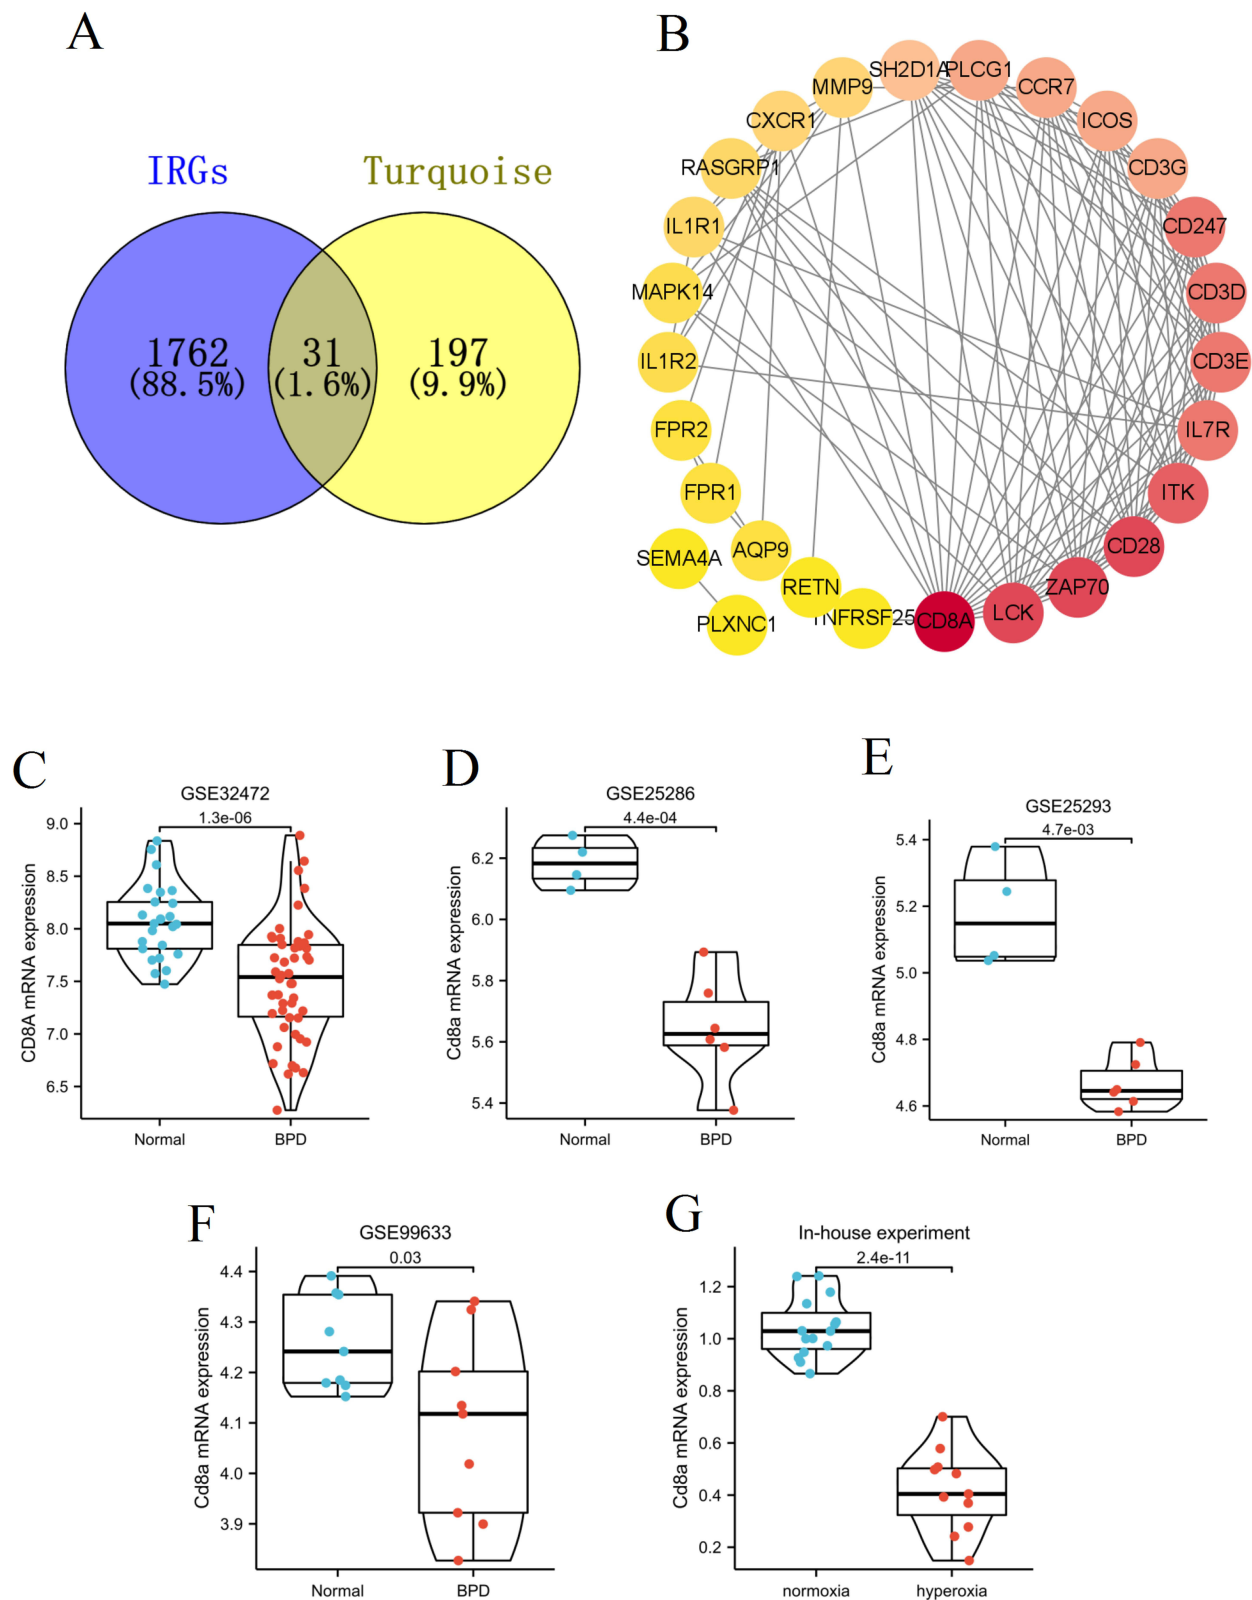 A
IRGs
Turquoise
1762
(88.5%)
31
(1.6%)
197
(9.9%)
B
SH2D1A
PLCG1
MMP9
CCR7
CXCR1
ICOS
RASGRP1
CD3G
IL1R1
CD247
MAPK14
CD3D
IL1R2
CD3E
FPR2
IL7R
FPR1
ITK
SEMA4A
AQP9
CD28
RETN
ZAP70
PLXNC1
TNFRSF25
CD8A
LCK
C
GSE32472
1.3e-06
CD8A mRNA expression
9.0
8.5
8.0
7.5
7.0
6.5
Normal
BPD
D
GSE25286
4.4e-04
Cd8a mRNA expression
6.2
6.0
5.8
5.6
5.4
Normal
BPD
E
GSE25293
4.7e-03
Cd8a mRNA expression
5.4
5.2
5.0
4.8
4.6
Normal
BPD
F
GSE99633
0.03
Cd8a mRNA expression
4.4
4.3
4.2
4.1
4.0
3.9
Normal
BPD
G
In-house experiment
2.4e-11
Cd8a mRNA expression
1.2
1.0
0.8
0.6
0.4
0.2
normoxia
hyperoxia